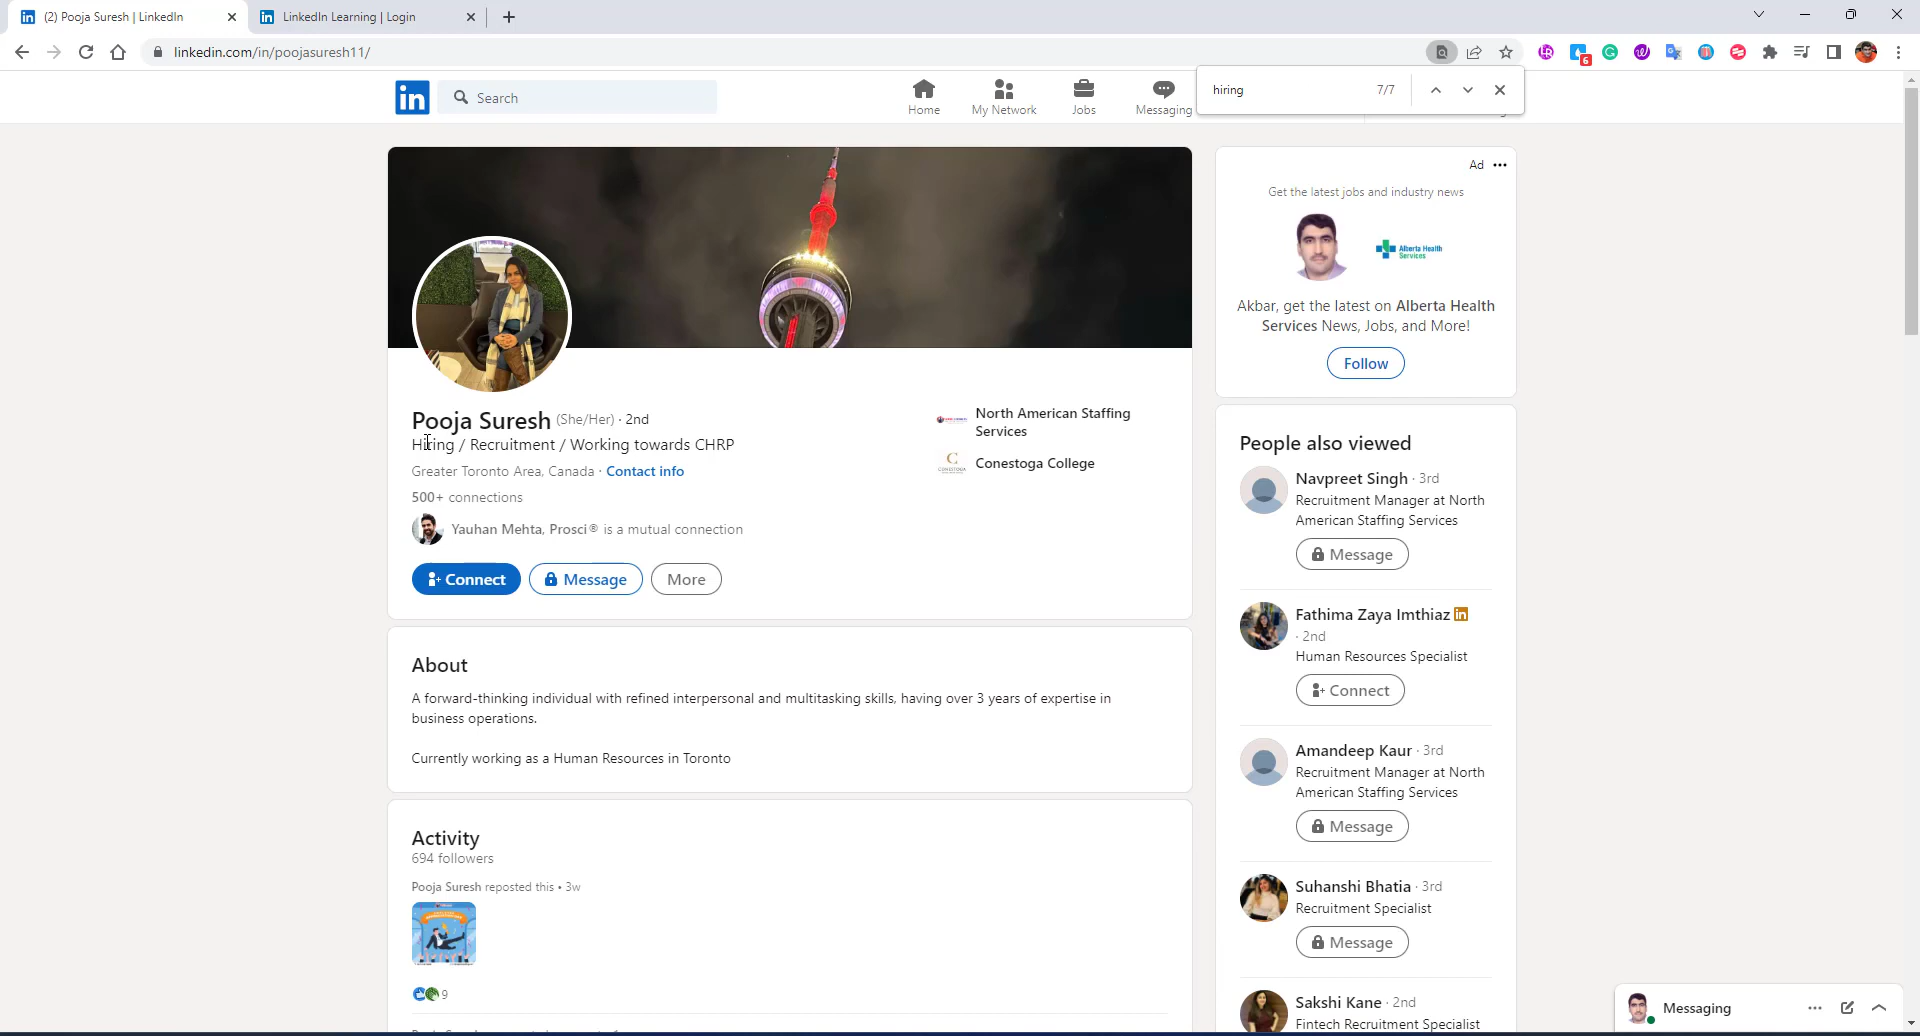 (2) Pooja Suresh | LinkedIn
LinkedIn Learning | Login
linkedin.com/in/poojasuresh11/
6
hiring
7/7
in
Search
Home
My Network
Jobs
Messaging
Pooja Suresh (She/Her) · 2nd
Hiring / Recruitment / Working towards CHRP
Greater Toronto Area, Canada · Contact info
500+ connections
Yauhan Mehta, Prosci® is a mutual connection
Connect
Message
More
North American Staffing
Services
Conestoga College
About
A forward-thinking individual with refined interpersonal and multitasking skills, having over 3 years of expertise in
business operations.
Currently working as a Human Resources in Toronto
Activity
694 followers
Pooja Suresh reposted this • 3w
9
Ad
Get the latest jobs and industry news
Alberta Health
Services
Akbar, get the latest on Alberta Health
Services News, Jobs, and More!
Follow
People also viewed
Navpreet Singh · 3rd
Recruitment Manager at North
American Staffing Services
Message
Fathima Zaya Imthiaz in
· 2nd
Human Resources Specialist
Connect
Amandeep Kaur · 3rd
Recruitment Manager at North
American Staffing Services
Message
Suhanshi Bhatia · 3rd
Recruitment Specialist
Message
Sakshi Kane · 2nd
Fintech Recruitment Specialist
Messaging